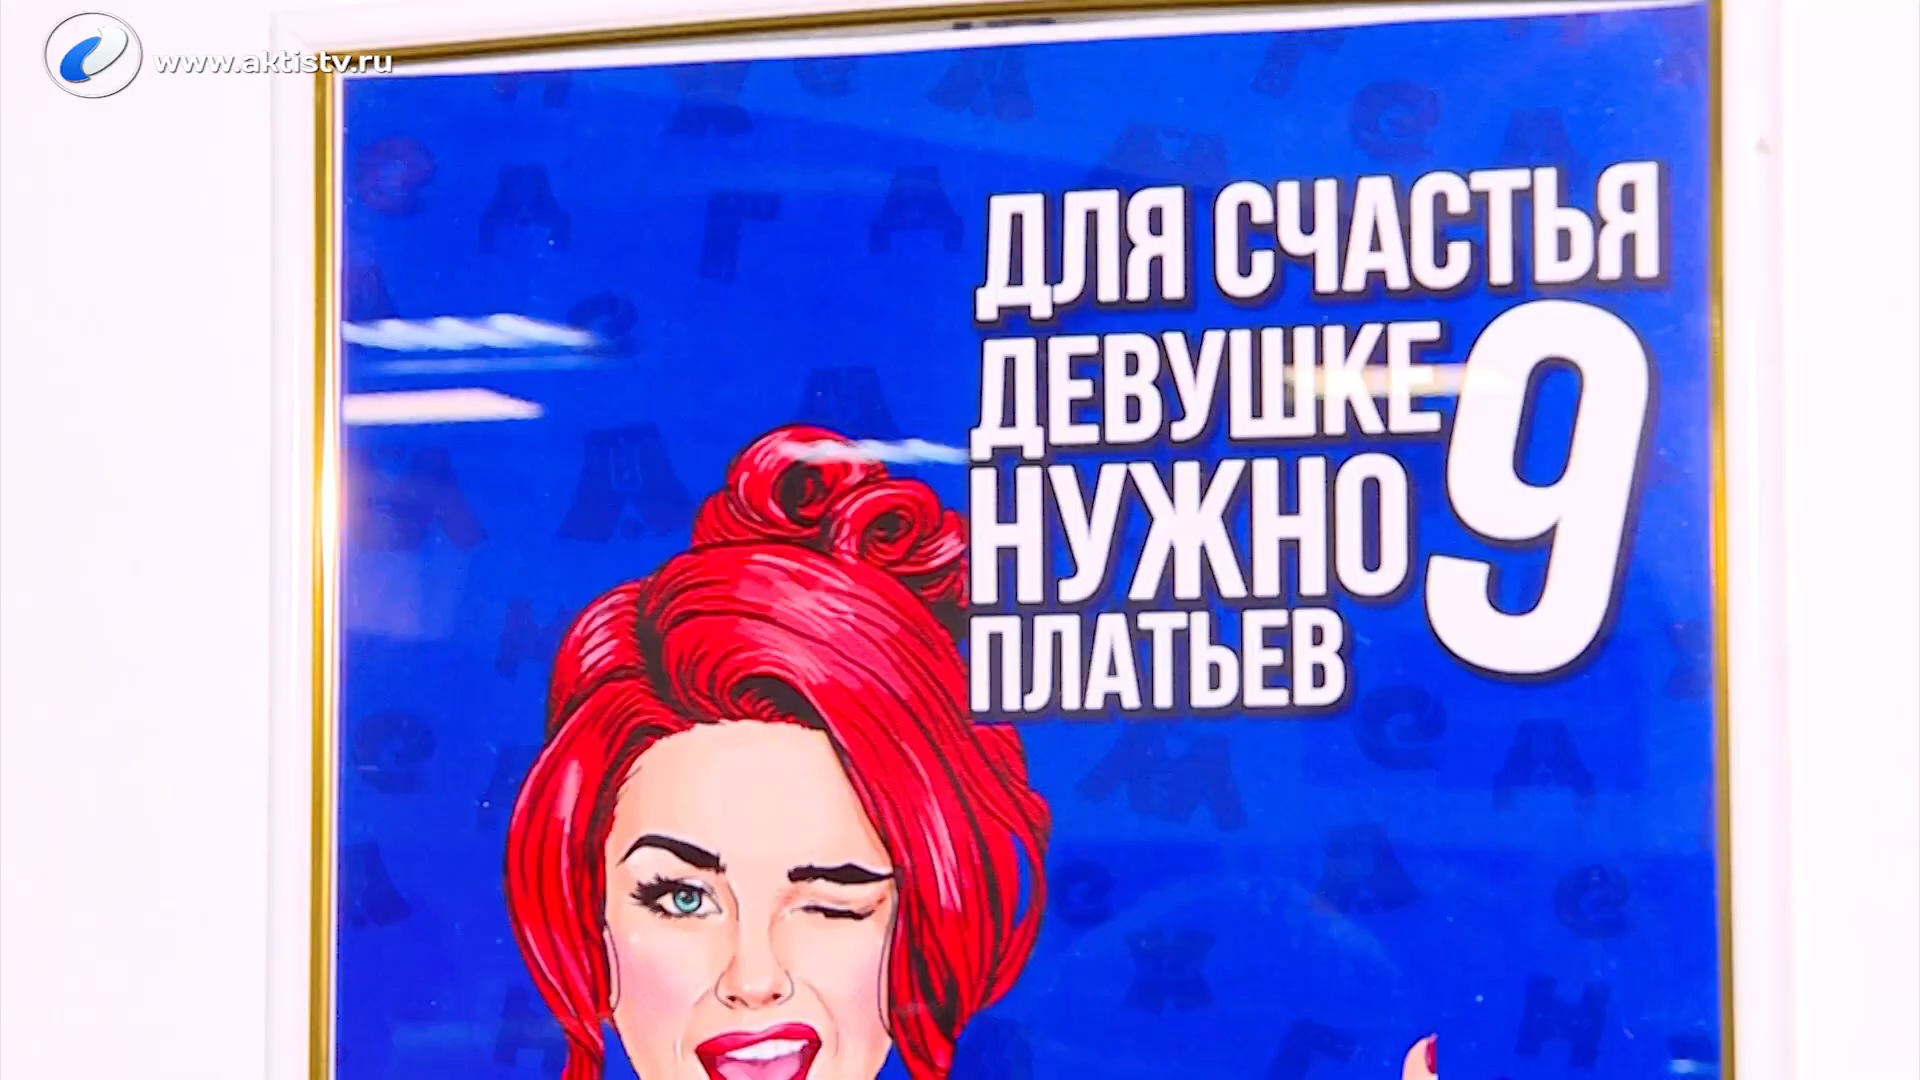 www.aktistv.ru
ДЛЯ СЧАСТЬЯ
ДЕВУШКЕ 9
НУЖНО
ПЛАТЬЕВ